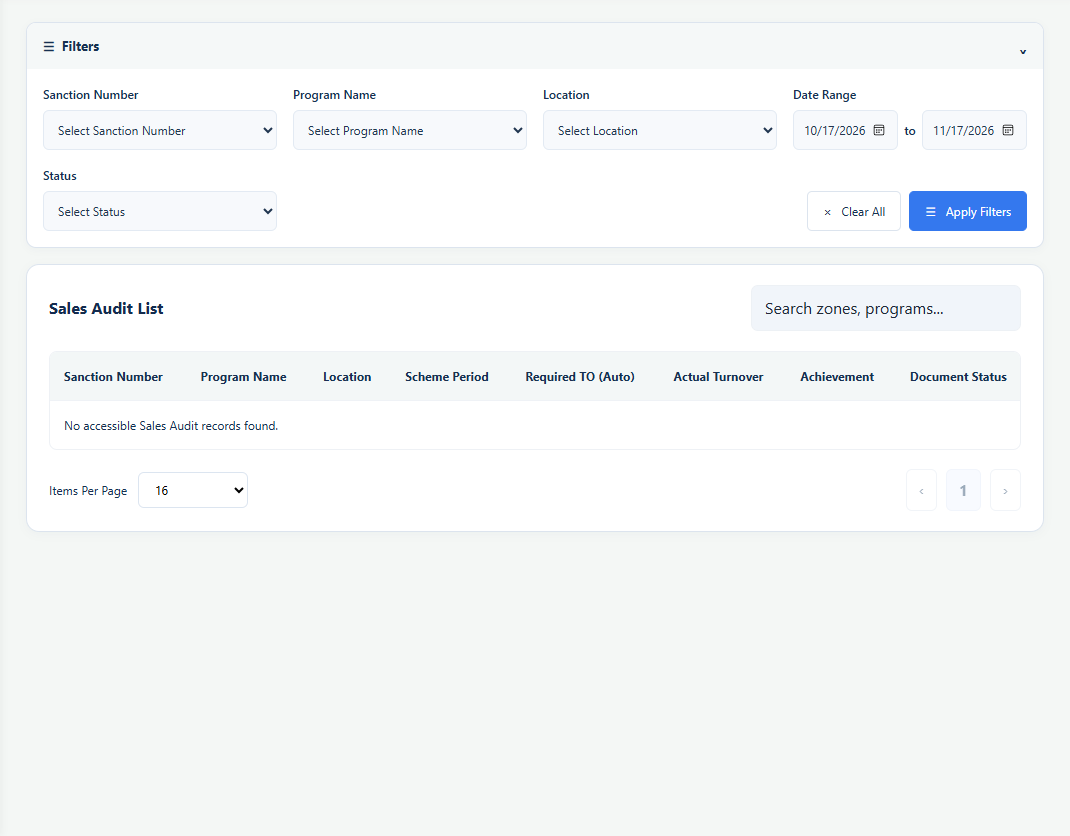 ☰ Filters
Sanction Number Program Name Location Date Range
Select Sanction Number Select Program Name Select Location 10/17/2026 to 11/17/2026
Status
Select Status × Clear All ☰ Apply Filters
Sales Audit List Search zones, programs...
Sanction Number Program Name Location Scheme Period Required TO (Auto) Actual Turnover Achievement Document Status
No accessible Sales Audit records found.
Items Per Page 16 ‹ 1 ›